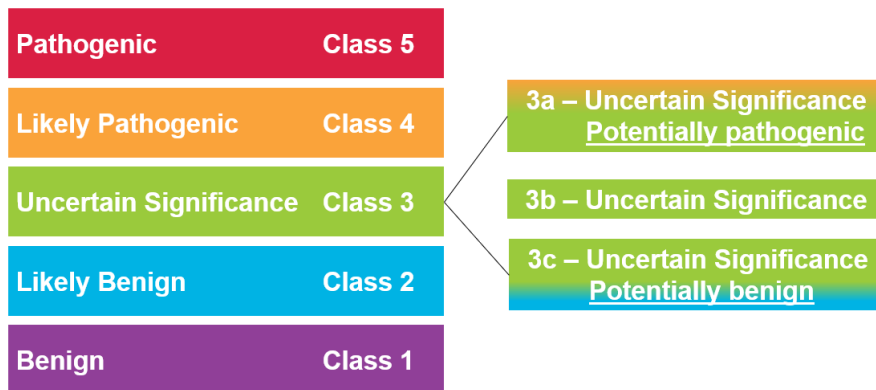 Pathogenic Class 5
Likely Pathogenic Class 4
Uncertain Significance Class 3
Likely Benign Class 2
Benign Class 1
3a – Uncertain Significance
Potentially pathogenic
3b – Uncertain Significance
3c – Uncertain Significance
Potentially benign